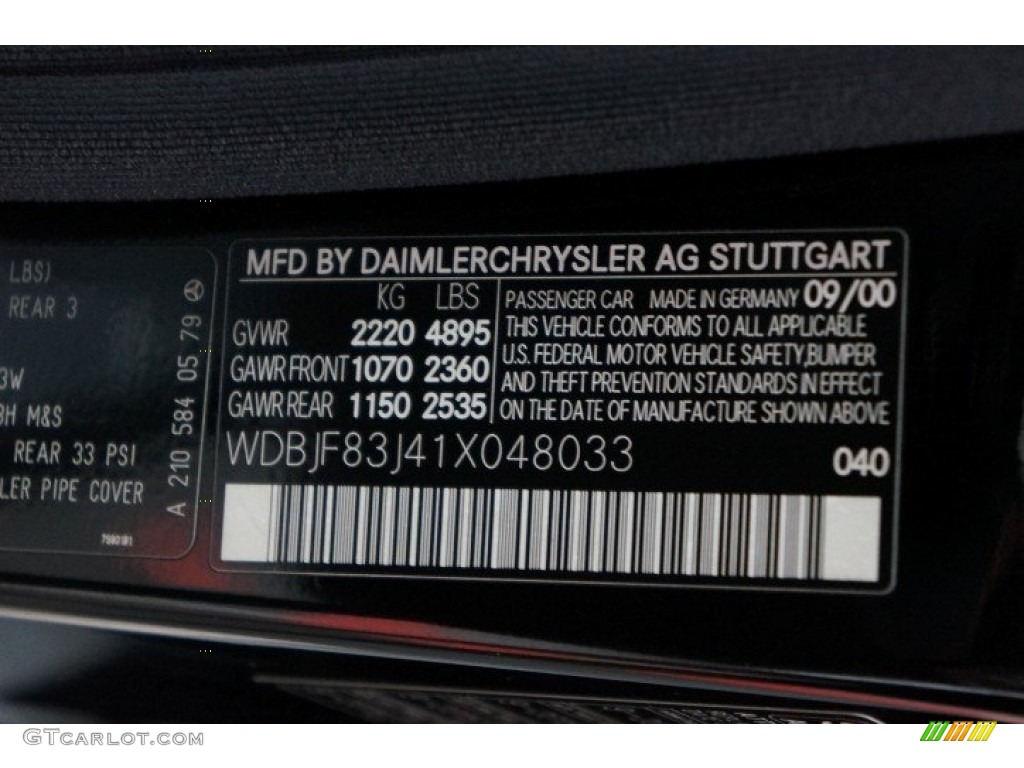 MFD BY DAIMLERCHRYSLER AG STUTTGART
KG LBS
GVWR 2220 4895
GAWR FRONT 1070 2360
GAWR REAR 1150 2535
PASSENGER CAR MADE IN GERMANY 09/00
THIS VEHICLE CONFORMS TO ALL APPLICABLE
U.S. FEDERAL MOTOR VEHICLE SAFETY,BUMPER
AND THEFT PREVENTION STANDARDS IN EFFECT
ON THE DATE OF MANUFACTURE SHOWN ABOVE
WDBJF83J41X048033
040
LBS)
REAR 3
3W
BH M&S
REAR 33 PSI
LER PIPE COVER
A 210 584 05 79
GTCarlot.com